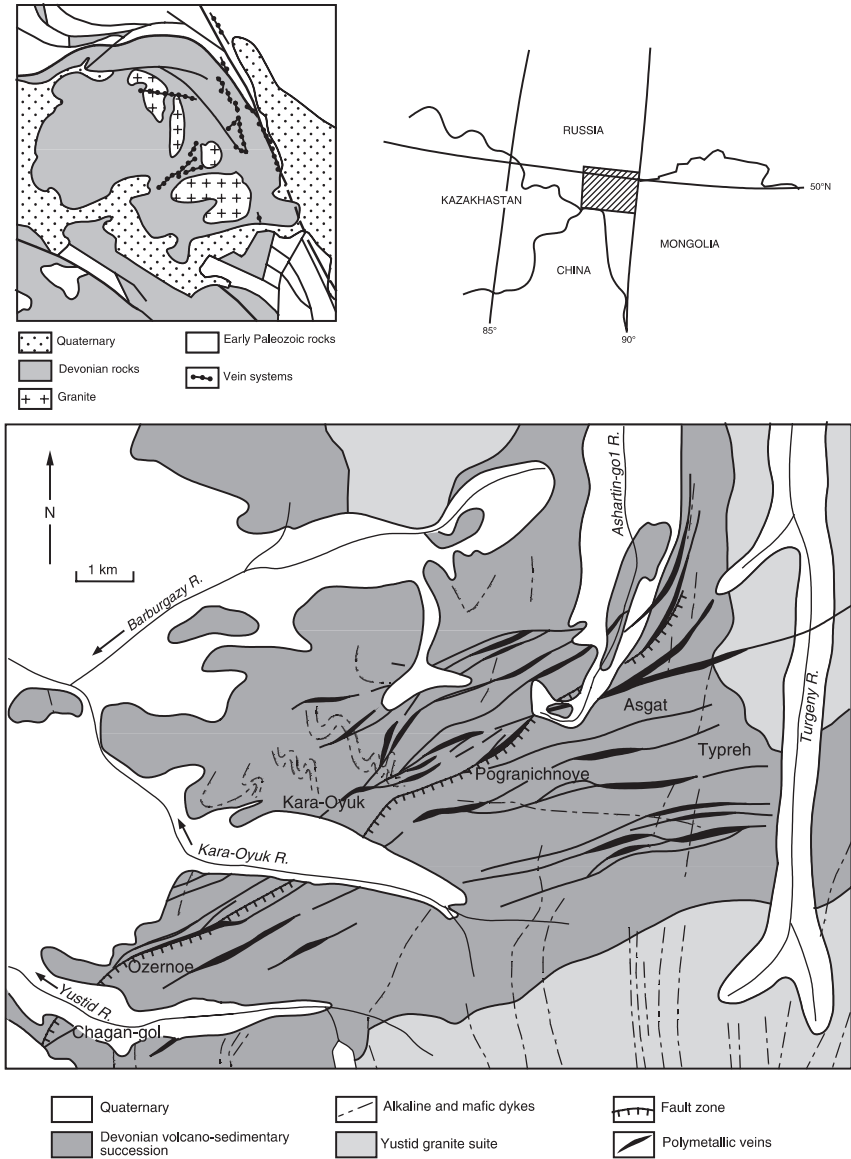 RUSSIA
KAZAKHASTAN
50°N
MONGOLIA
CHINA
85°
90°
Quaternary
Early Paleozoic rocks
Devonian rocks
Vein systems
Granite
N
1 km
Barburgazy R.
Ashartin-go1 R.
Turgeny R.
Asgat
Typreh
Pogranichnoye
Kara-Oyuk
Kara-Oyuk R.
Ozernoe
Yustid R.
Chagan-gol
Quaternary
Alkaline and mafic dykes
Fault zone
Devonian volcano-sedimentary
succession
Yustid granite suite
Polymetallic veins